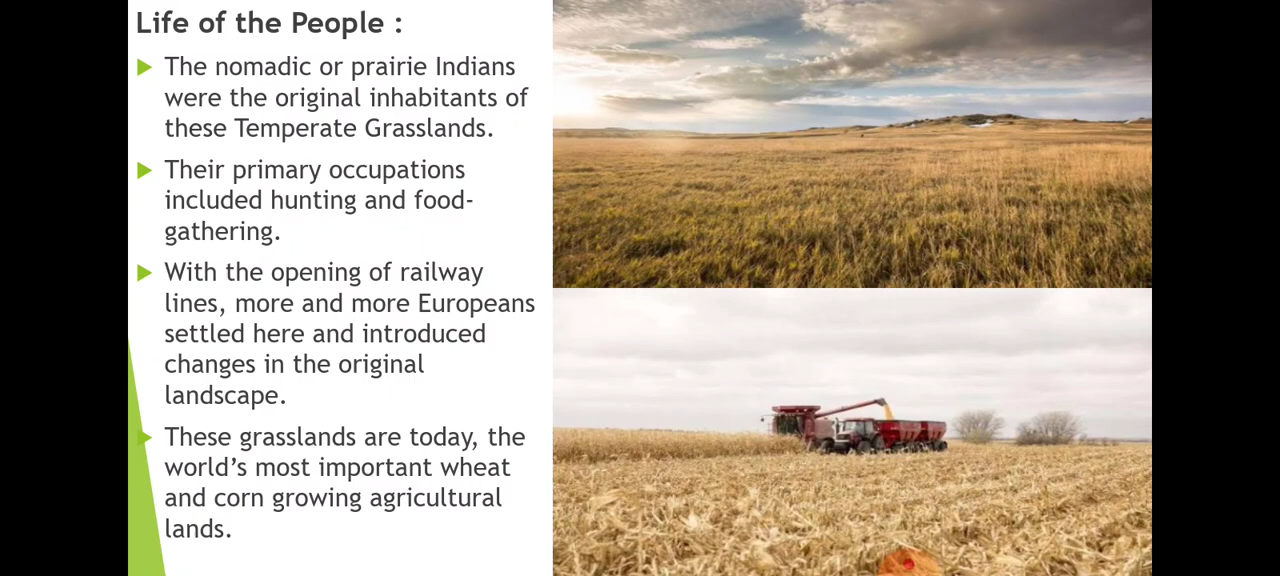 Life of the People :
The nomadic or prairie Indians
were the original inhabitants of
these Temperate Grasslands.
Their primary occupations
included hunting and food-
gathering.
With the opening of railway
lines, more and more Europeans
settled here and introduced
changes in the original
landscape.
These grasslands are today, the
world’s most important wheat
and corn growing agricultural
lands.